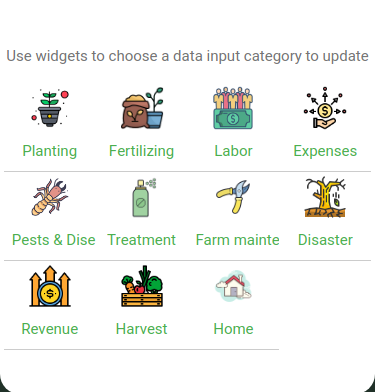 Use widgets to choose a data input category to update
Planting Fertilizing Labor Expenses
Pests & Dise Treatment Farm mainte Disaster
Revenue Harvest Home